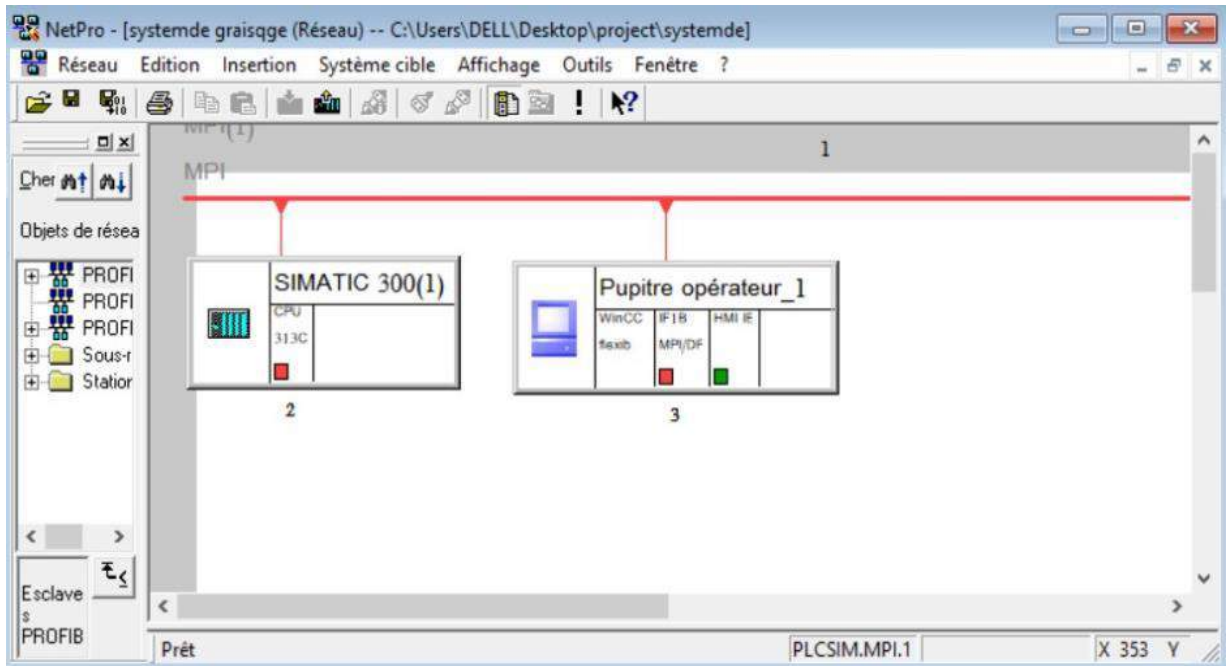 NetPro - [systemde graisqge (Réseau) -- C:\Users\DELL\Desktop\project\systemde]
Réseau Edition Insertion Système cible Affichage Outils Fenêtre ?
MPI(1)
1
MPI
Cher
Objets de résea
PROFI
PROFI
PROFI
Sous-r
Station
SIMATIC 300(1)
CPU
313C
2
Pupitre opérateur_1
WinCC IF1B HMI IE
flexib MPI/DF
3
Esclave
s
PROFIB
Prêt
PLCSIM.MPI.1
X 353 Y